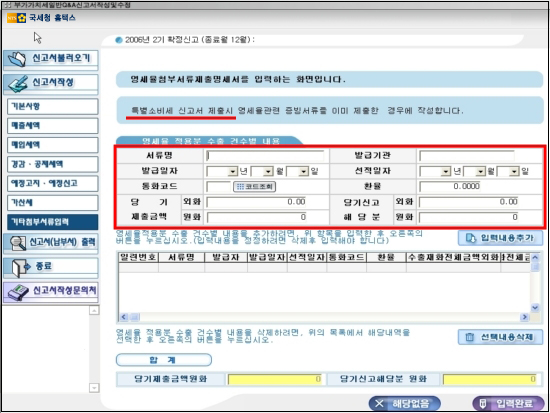 부가가치세일반Q&A신고서작성및수정
NTS 국세청 홈택스
2006년 2기 확정신고 (종료월 12월) :
신고서불러오기
신고서작성
기본사항
매출세액
매입세액
경감 · 공제세액
예정고지 · 예정신고
가산세
기타첨부서류입력
신고서(납부서) 출력
종료
신고서작성문의처
영세율첨부서류제출명세서를 입력하는 화면입니다.
특별소비세 신고서 제출시 영세율관련 증빙서류를 이미 제출한 경우에 작성합니다.
영세율 적용분 수출 건수별 내용
서류명 발급기관
발급일자 년 월 일 선적일자 년 월 일
통화코드 코드조회 환율 0.0000
당 기 외화 0.00 당기신고 외화 0.00
제출금액 원화 0 해 당 분 원화 0
영세율적용분 수출 건수별 내용을 추가하려면, 위 항목을 입력한 후 오른쪽의
버튼을 누르십시오.(입력내용을 정정하려면 삭제후 입력해야 합니다)
입력내용추가
일련번호 서류명 발급자 발급일자 선적일자 통화코드 환율 수출재화전체금액외화
영세율 적용분 수출 건수별 내용을 삭제하려면, 위의 목록에서 해당내역을
선택한 후 오른쪽의 버튼을 누르십시오.
선택내용삭제
합 계
당기제출금액원화 0 당기신고해당분 원화 0
해당없음 입력완료